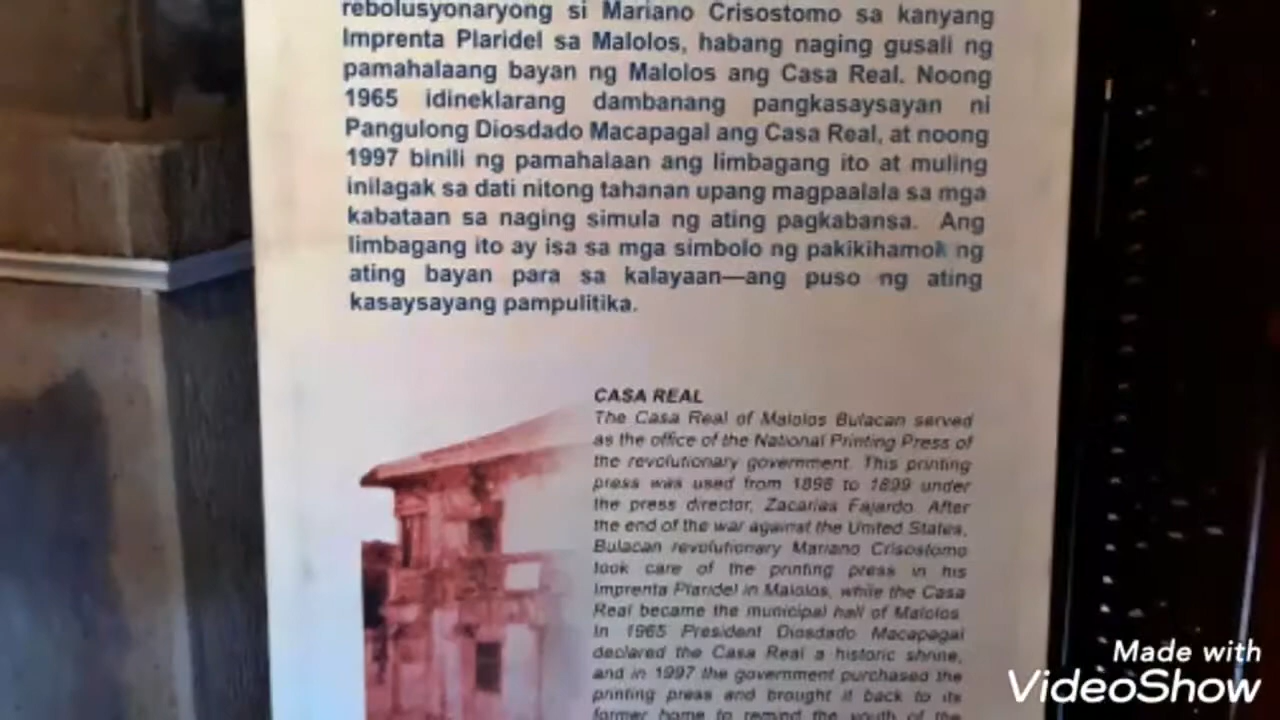 rebolusyonaryong si Mariano Crisostomo sa kanyang
Imprenta Plaridel sa Malolos, habang naging gusali ng
pamahalaang bayan ng Malolos ang Casa Real. Noong
1965 idineklarang dambanang pangkasaysayan ni
Pangulong Diosdado Macapagal ang Casa Real, at noong
1997 binili ng pamahalaan ang limbagang ito at muling
inilagak sa dati nitong tahanan upang magpaalala sa mga
kabataan sa naging simula ng ating pagkabansa. Ang
limbagang ito ay isa sa mga simbolo ng pakikihamok ng
ating bayan para sa kalayaan—ang puso ng ating
kasaysayang pampulitika.
CASA REAL
The Casa Real of Malolos Bulacan served
as the office of the National Printing Press of
the revolutionary government. This printing
press was used from 1898 to 1899 under
the press director, Zacarias Fajardo. After
the end of the war against the United States,
Bulacan revolutionary Mariano Crisostomo
took care of the printing press in his
Imprenta Plaridel in Malolos, while the Casa
Real became the municipal hall of Malolos.
In 1965 President Diosdado Macapagal
declared the Casa Real a historic shrine,
and in 1997 the government purchased the
printing press and brought it back to its
former home to remind the youth of the
Made with
VideoShow